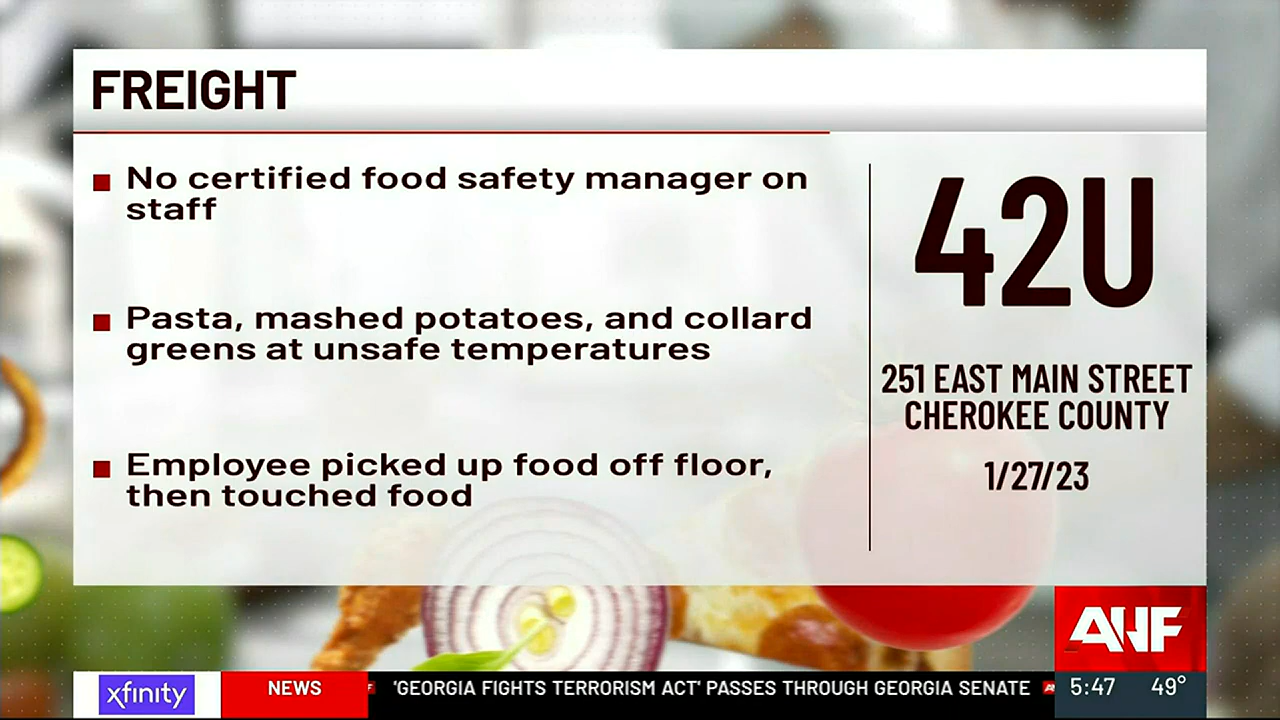 FREIGHT
No certified food safety manager on
staff
Pasta, mashed potatoes, and collard
greens at unsafe temperatures
Employee picked up food off floor,
then touched food
42U
251 EAST MAIN STREET
CHEROKEE COUNTY
1/27/23
ANF
xfinity
NEWS
'GEORGIA FIGHTS TERRORISM ACT' PASSES THROUGH GEORGIA SENATE
5:47 49°